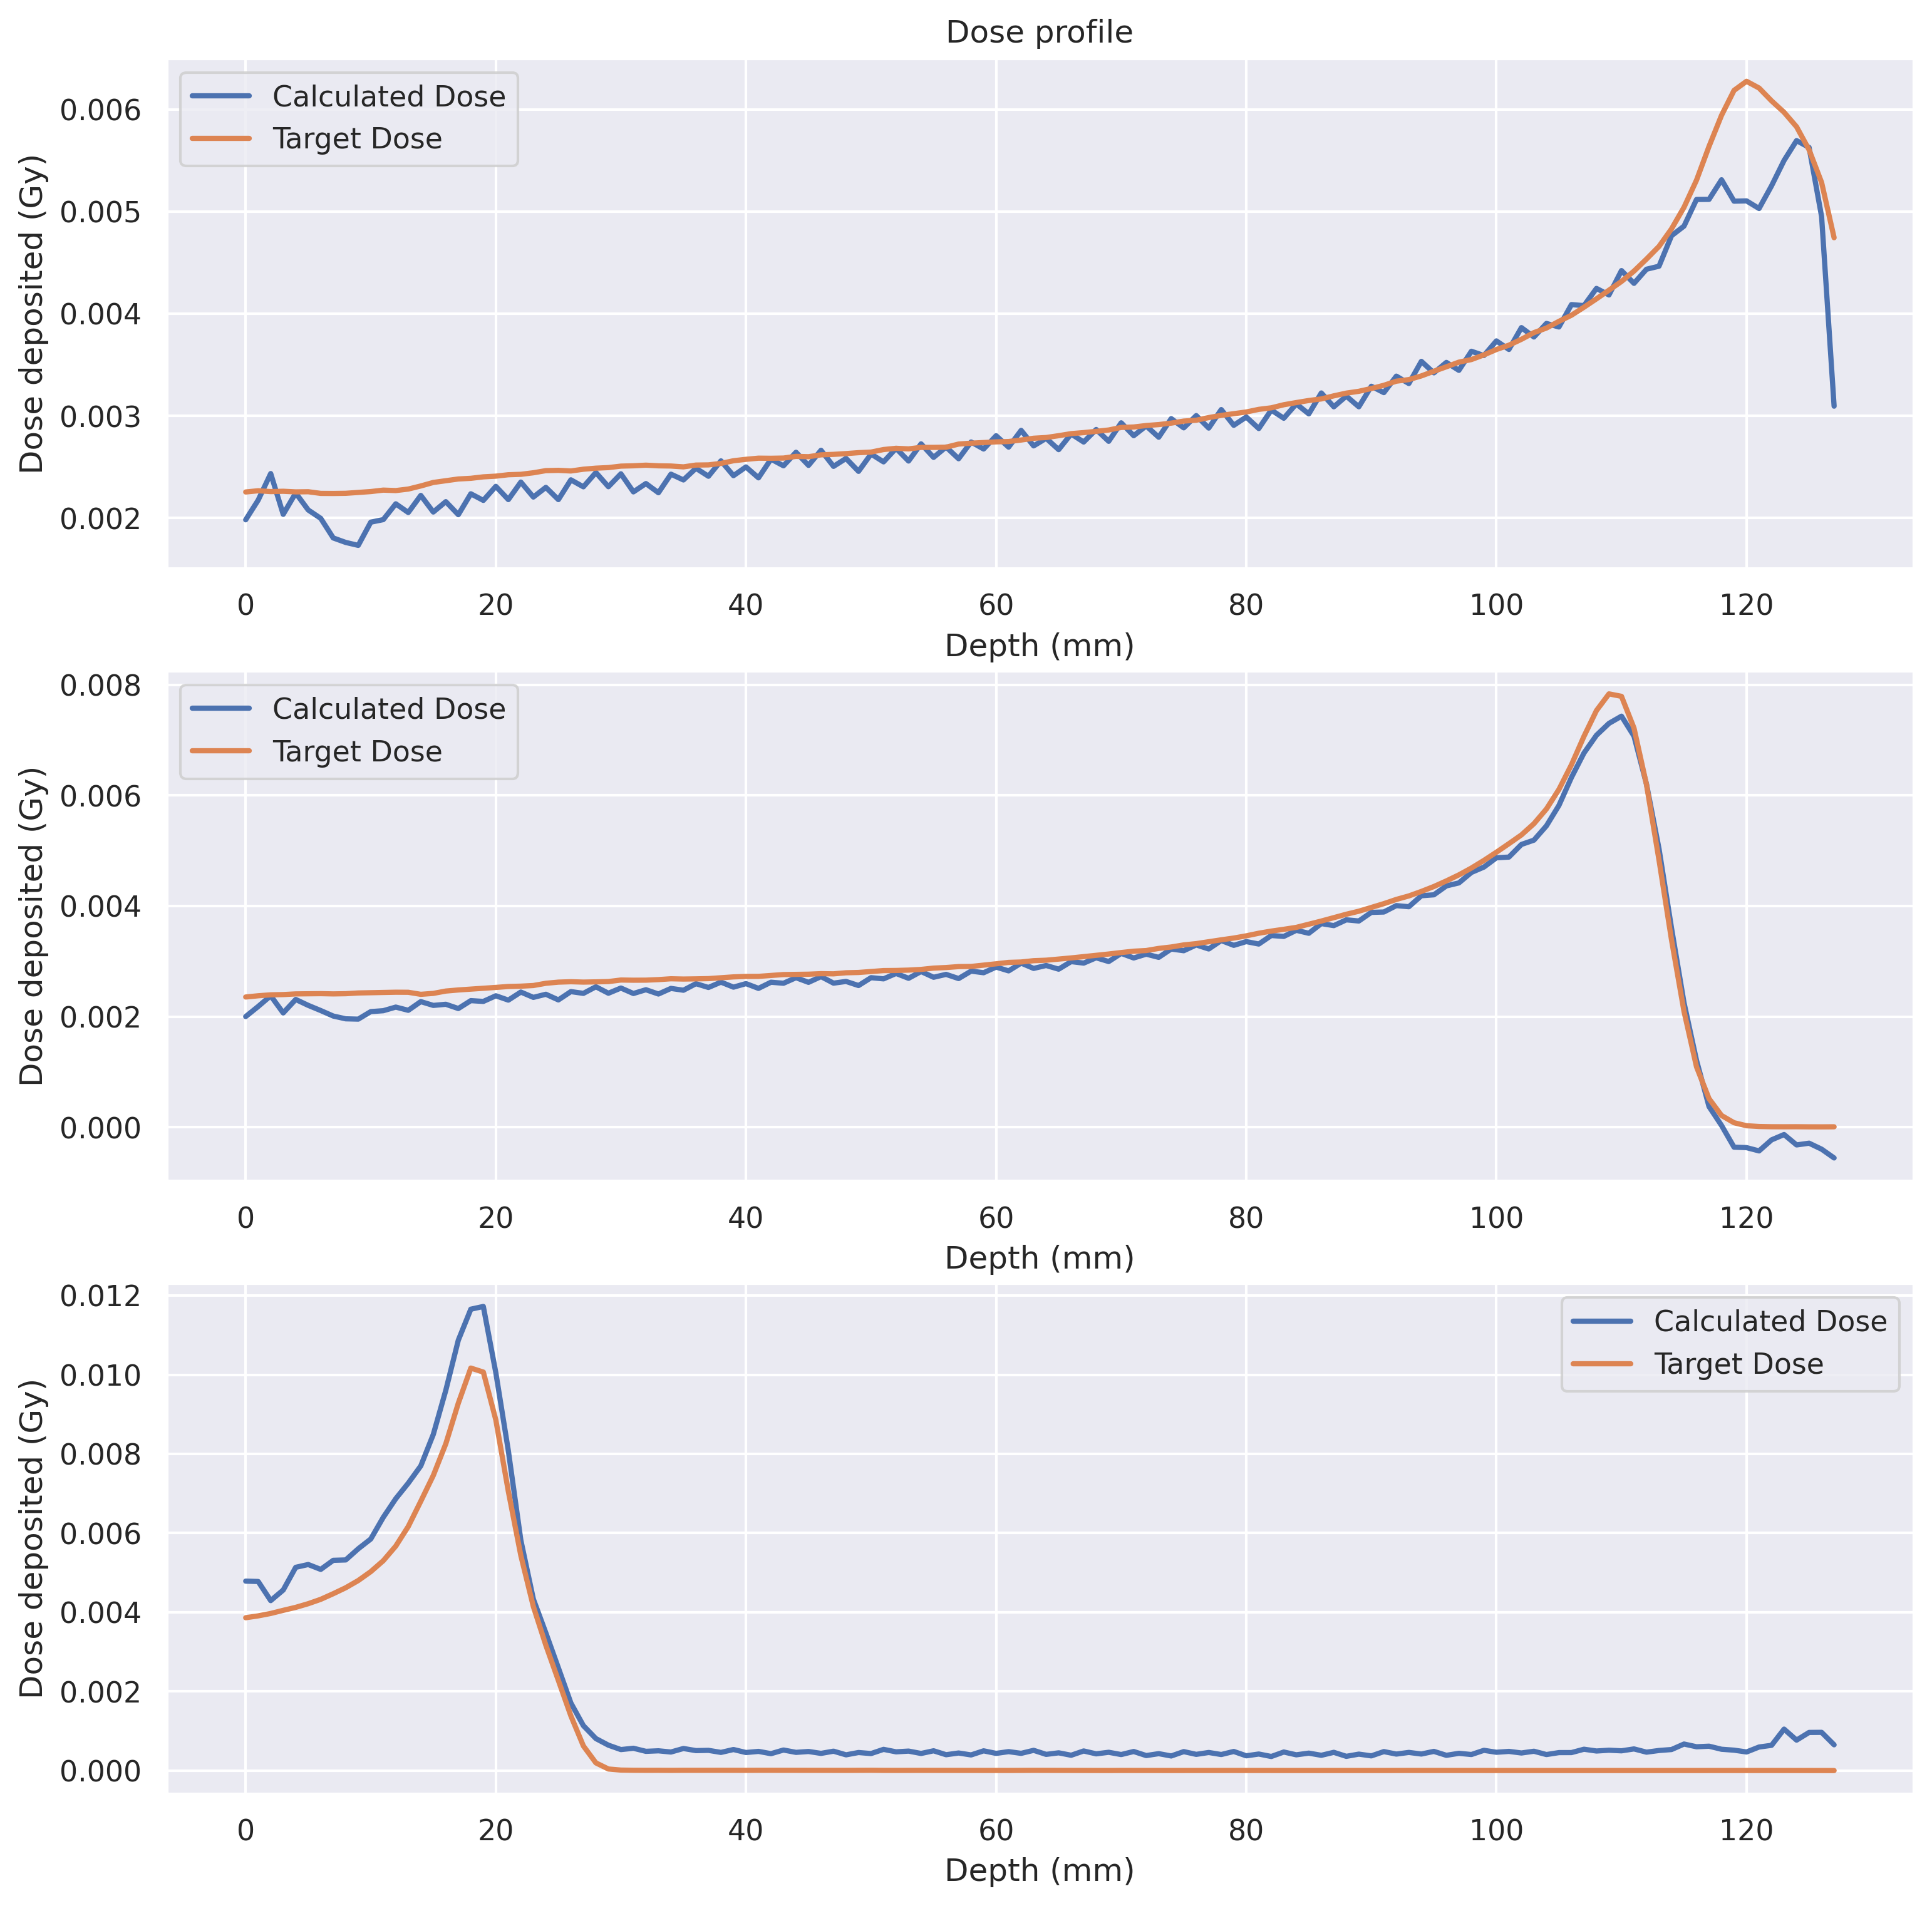 Dose profile
Calculated Dose
Target Dose
Dose deposited (Gy)
0.006
0.005
0.004
0.003
0.002
0 20 40 60 80 100 120
Depth (mm)
Calculated Dose
Target Dose
Dose deposited (Gy)
0.008
0.006
0.004
0.002
0.000
0 20 40 60 80 100 120
Depth (mm)
Calculated Dose
Target Dose
Dose deposited (Gy)
0.012
0.010
0.008
0.006
0.004
0.002
0.000
0 20 40 60 80 100 120
Depth (mm)